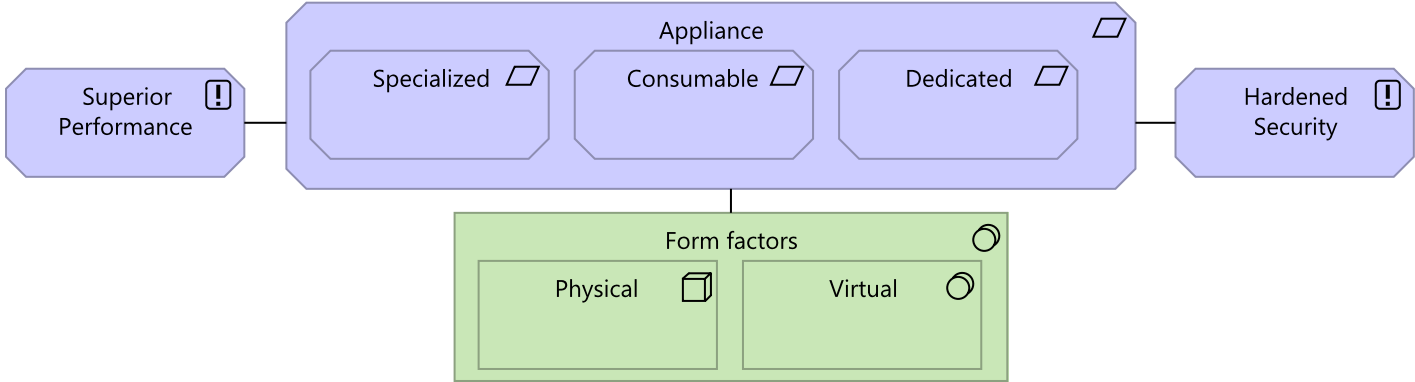 Appliance
Specialized
Consumable
Dedicated
Superior
Performance
Hardened
Security
Form factors
Physical
Virtual